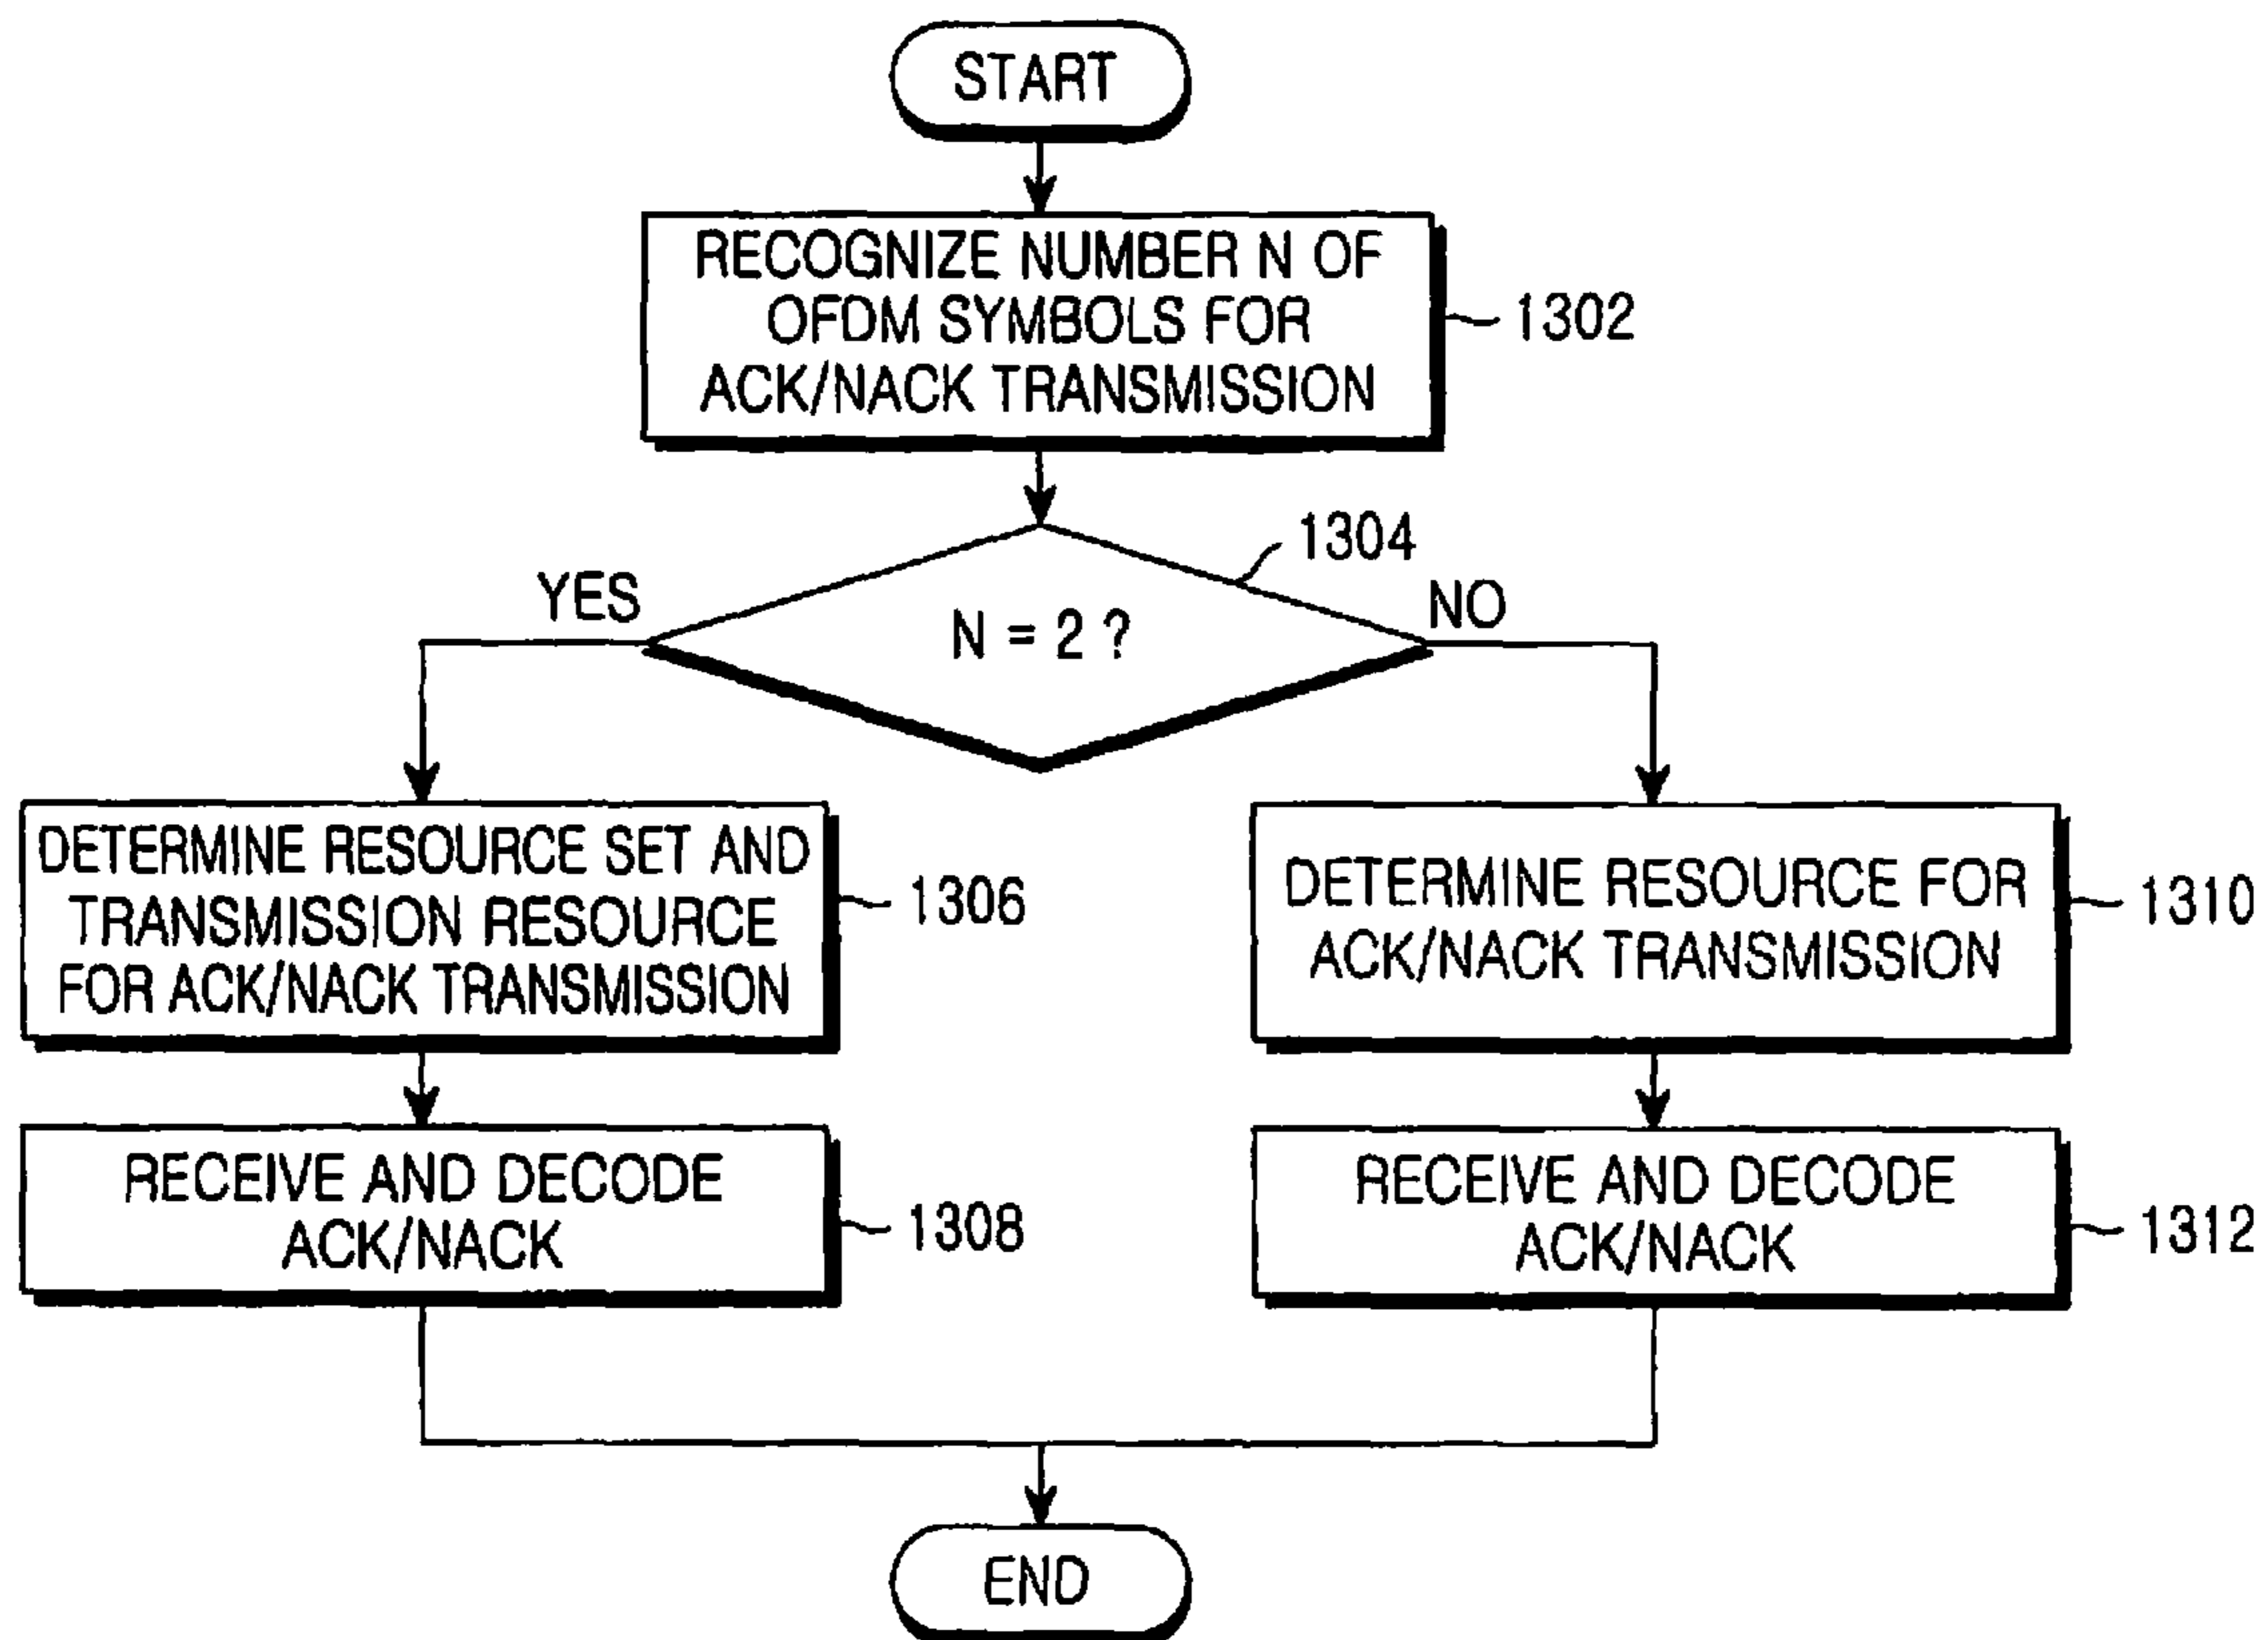 START
RECOGNIZE NUMBER N OF
OFDM SYMBOLS FOR
ACK/NACK TRANSMISSION
1302
1304
YES
NO
N = 2 ?
DETERMINE RESOURCE SET AND
TRANSMISSION RESOURCE
FOR ACK/NACK TRANSMISSION
1306
DETERMINE RESOURCE FOR
ACK/NACK TRANSMISSION
1310
RECEIVE AND DECODE
ACK/NACK
1308
RECEIVE AND DECODE
ACK/NACK
1312
END